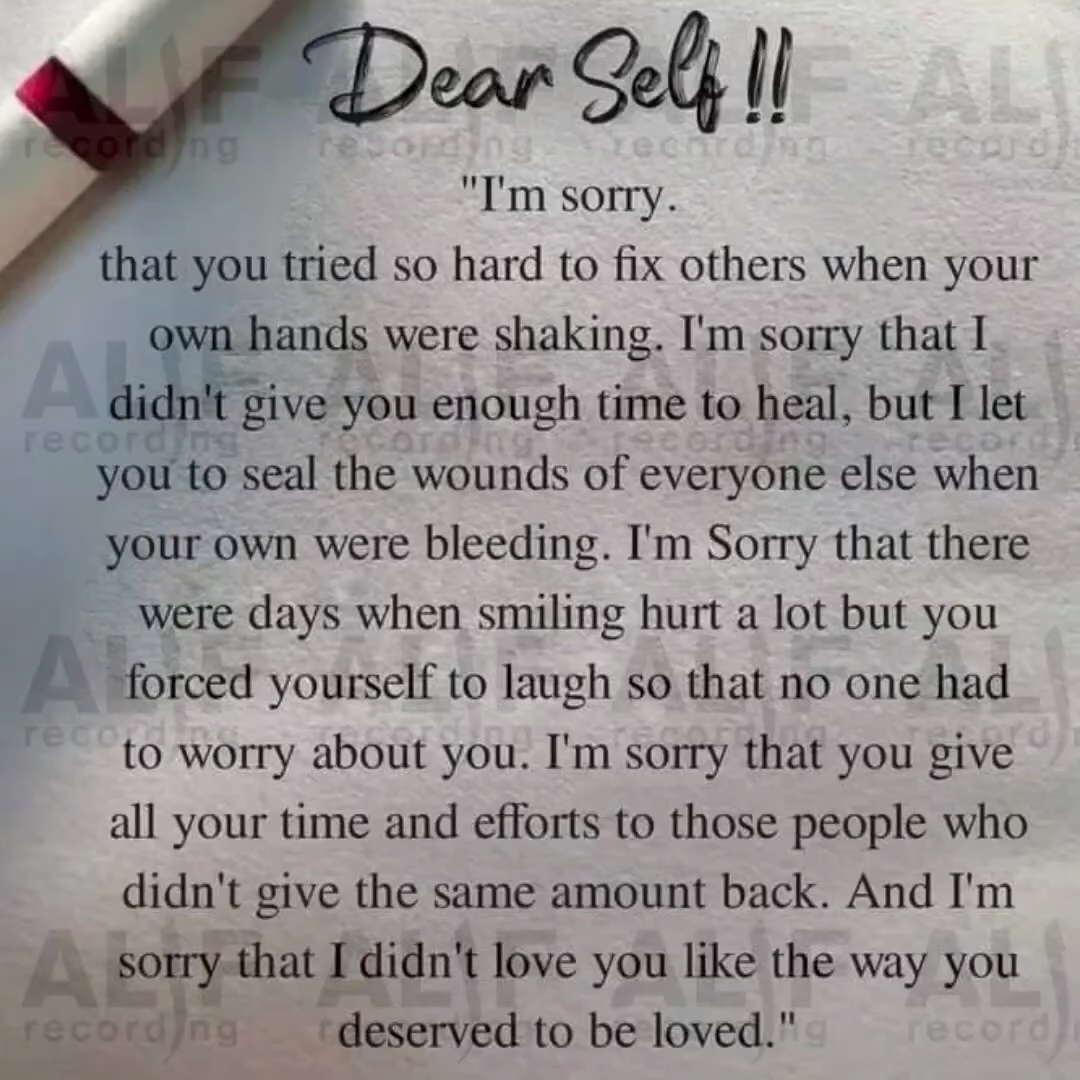 Dear Self !!
"I'm sorry.
that you tried so hard to fix others when your
own hands were shaking. I'm sorry that I
didn't give you enough time to heal, but I let
you to seal the wounds of everyone else when
your own were bleeding. I'm Sorry that there
were days when smiling hurt a lot but you
forced yourself to laugh so that no one had
to worry about you. I'm sorry that you give
all your time and efforts to those people who
didn't give the same amount back. And I'm
sorry that I didn't love you like the way you
deserved to be loved."
ALIF
recording